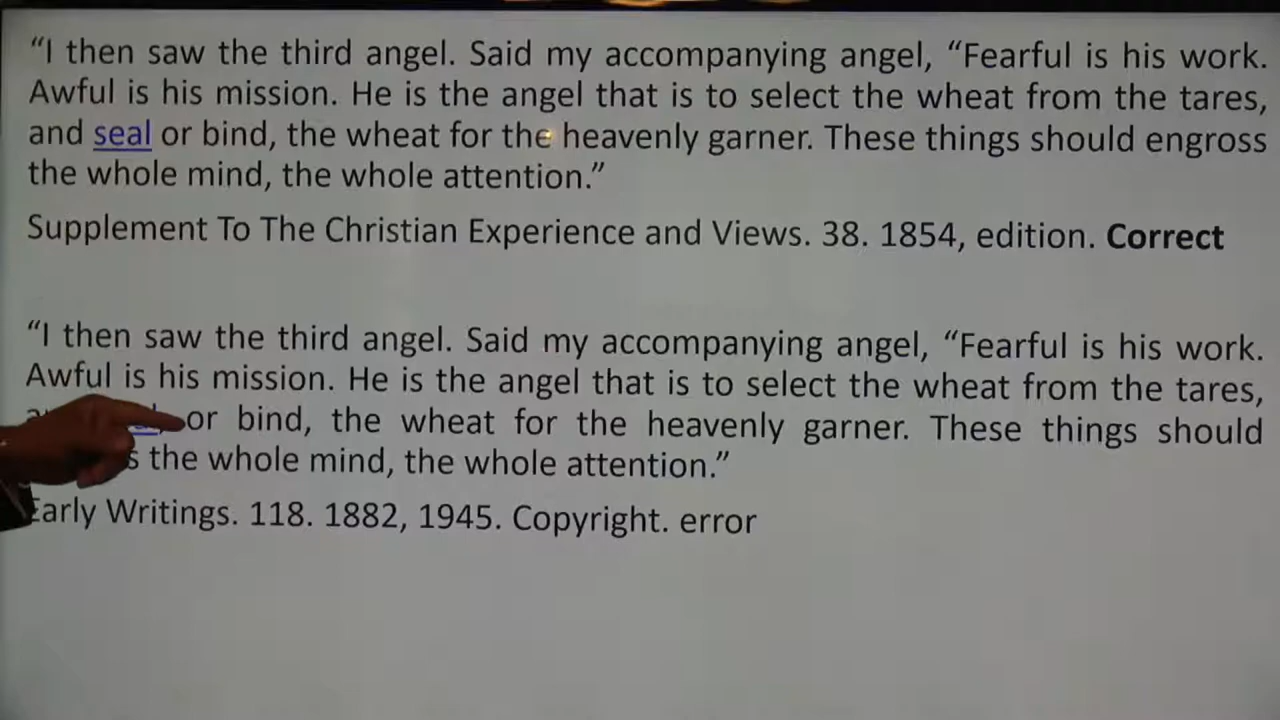 “I then saw the third angel. Said my accompanying angel, “Fearful is his work.
Awful is his mission. He is the angel that is to select the wheat from the tares,
and seal or bind, the wheat for the heavenly garner. These things should engross
the whole mind, the whole attention.”
Supplement To The Christian Experience and Views. 38. 1854, edition. Correct
“I then saw the third angel. Said my accompanying angel, “Fearful is his work.
Awful is his mission. He is the angel that is to select the wheat from the tares,
or bind, the wheat for the heavenly garner. These things should
the whole mind, the whole attention.”
Early Writings. 118. 1882, 1945. Copyright. error